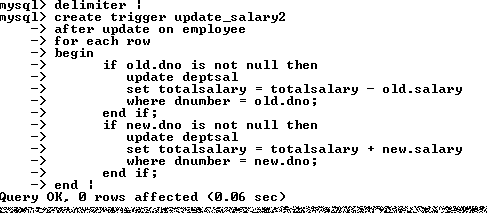 mysql> delimiter |
mysql> create trigger update_salary2
    -> after update on employee
    -> for each row
    -> begin
    ->       if old.dno is not null then
    ->          update deptsal
    ->          set totalsalary = totalsalary - old.salary
    ->          where dnumber = old.dno;
    ->       end if;
    ->       if new.dno is not null then
    ->          update deptsal
    ->          set totalsalary = totalsalary + new.salary
    ->          where dnumber = new.dno;
    ->       end if;
    -> end |
Query OK, 0 rows affected (0.06 sec)